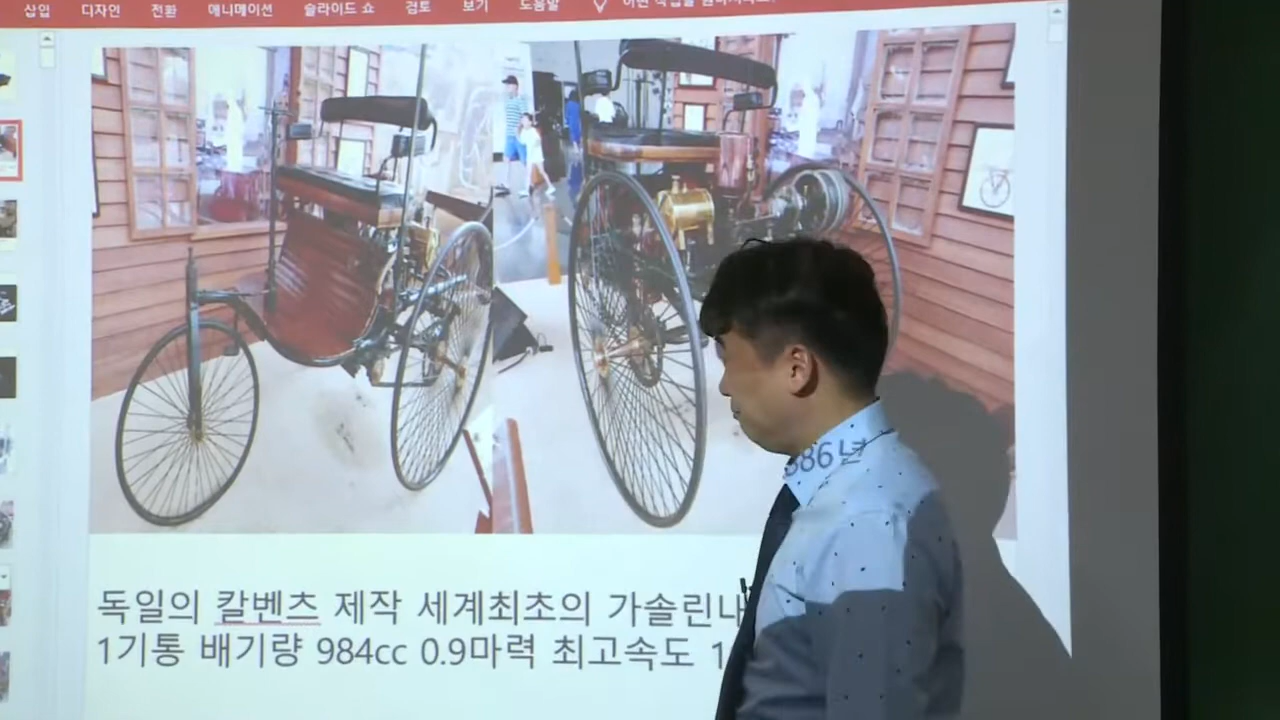 삽입 디자인 전환 애니메이션 슬라이드 쇼 검토 보기 도움말
독일의 칼벤츠 제작 세계최초의 가솔린내 886년
1기통 배기량 984cc 0.9마력 최고속도 1